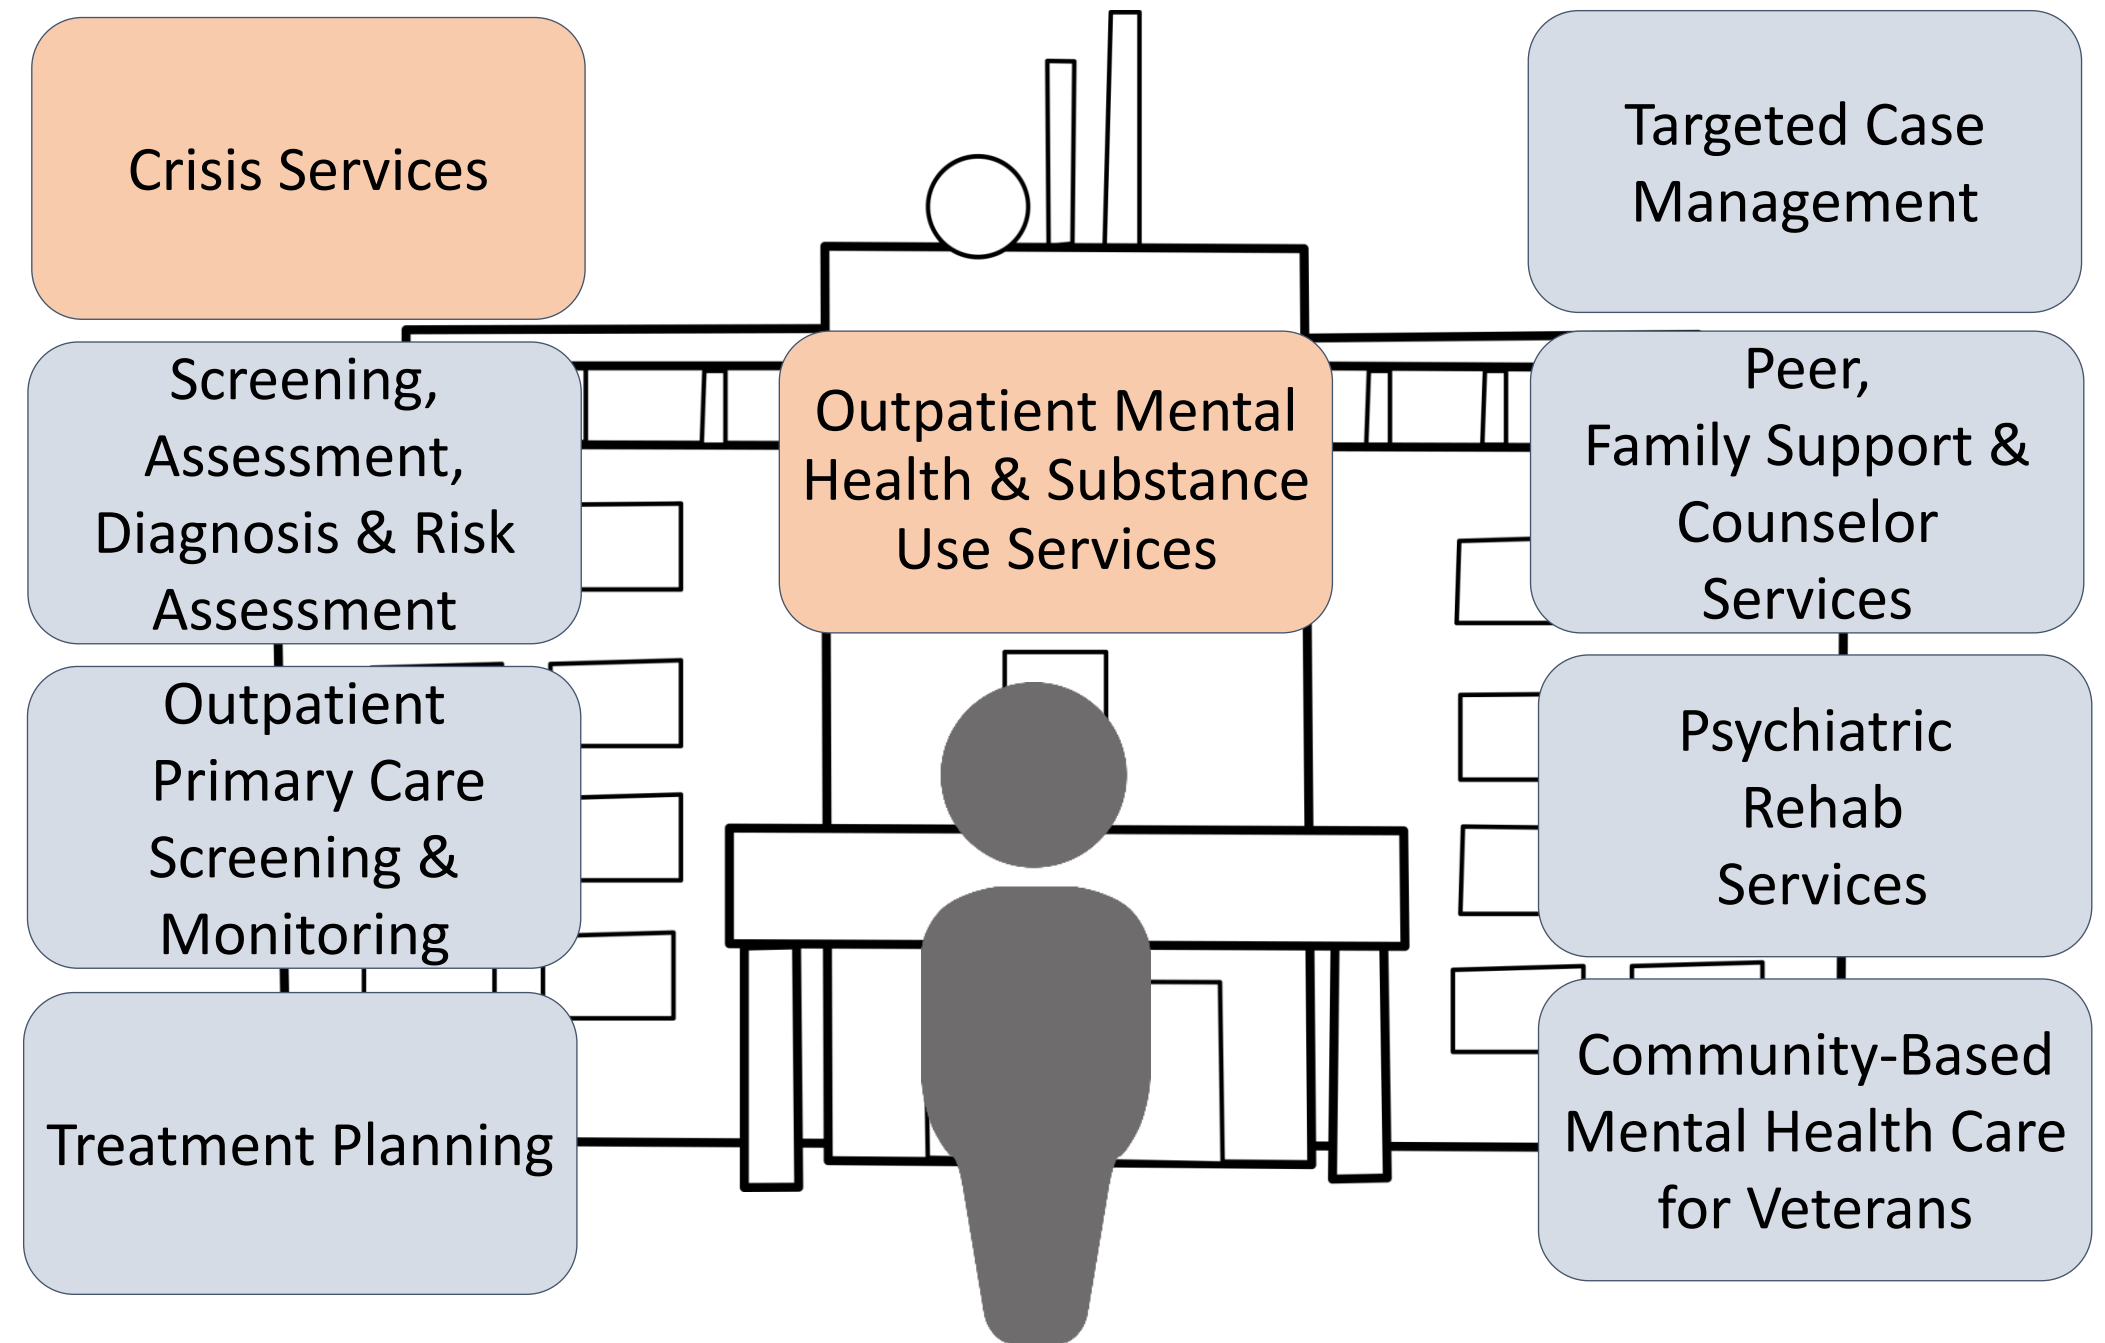 Crisis Services
Screening,
Assessment,
Diagnosis & Risk
Assessment
Outpatient
Primary Care
Screening &
Monitoring
Treatment Planning
Outpatient Mental
Health & Substance
Use Services
Targeted Case
Management
Peer,
Family Support &
Counselor
Services
Psychiatric
Rehab
Services
Community-Based
Mental Health Care
for Veterans